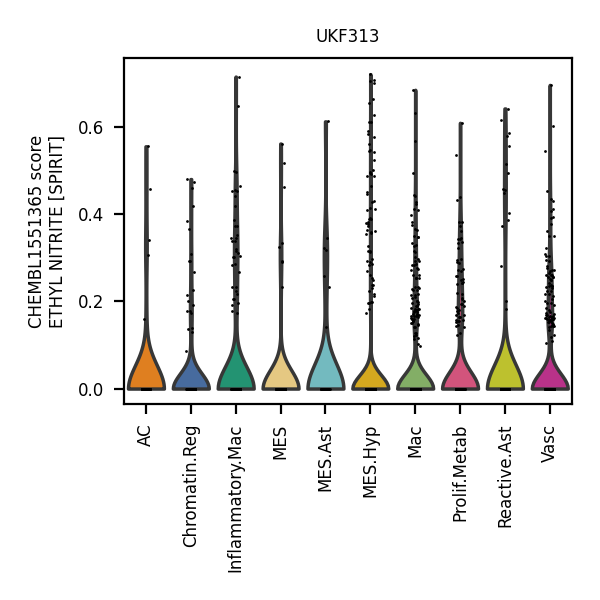 UKF313
CHEMBL1551365 score
ETHYL NITRITE [SPIRIT]
0.6
0.4
0.2
0.0
AC
Chromatin.Reg
Inflammatory.Mac
MES
MES.Ast
MES.Hyp
Mac
Prolif.Metab
Reactive.Ast
Vasc